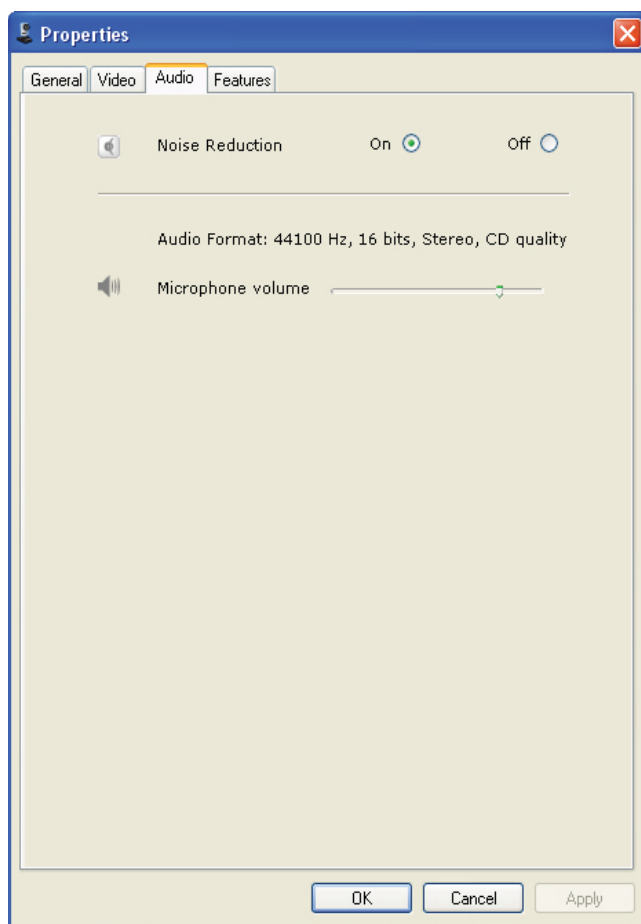 Properties
General Video Audio Features
Noise Reduction On Off
Audio Format: 44100 Hz, 16 bits, Stereo, CD quality
Microphone volume
OK Cancel Apply